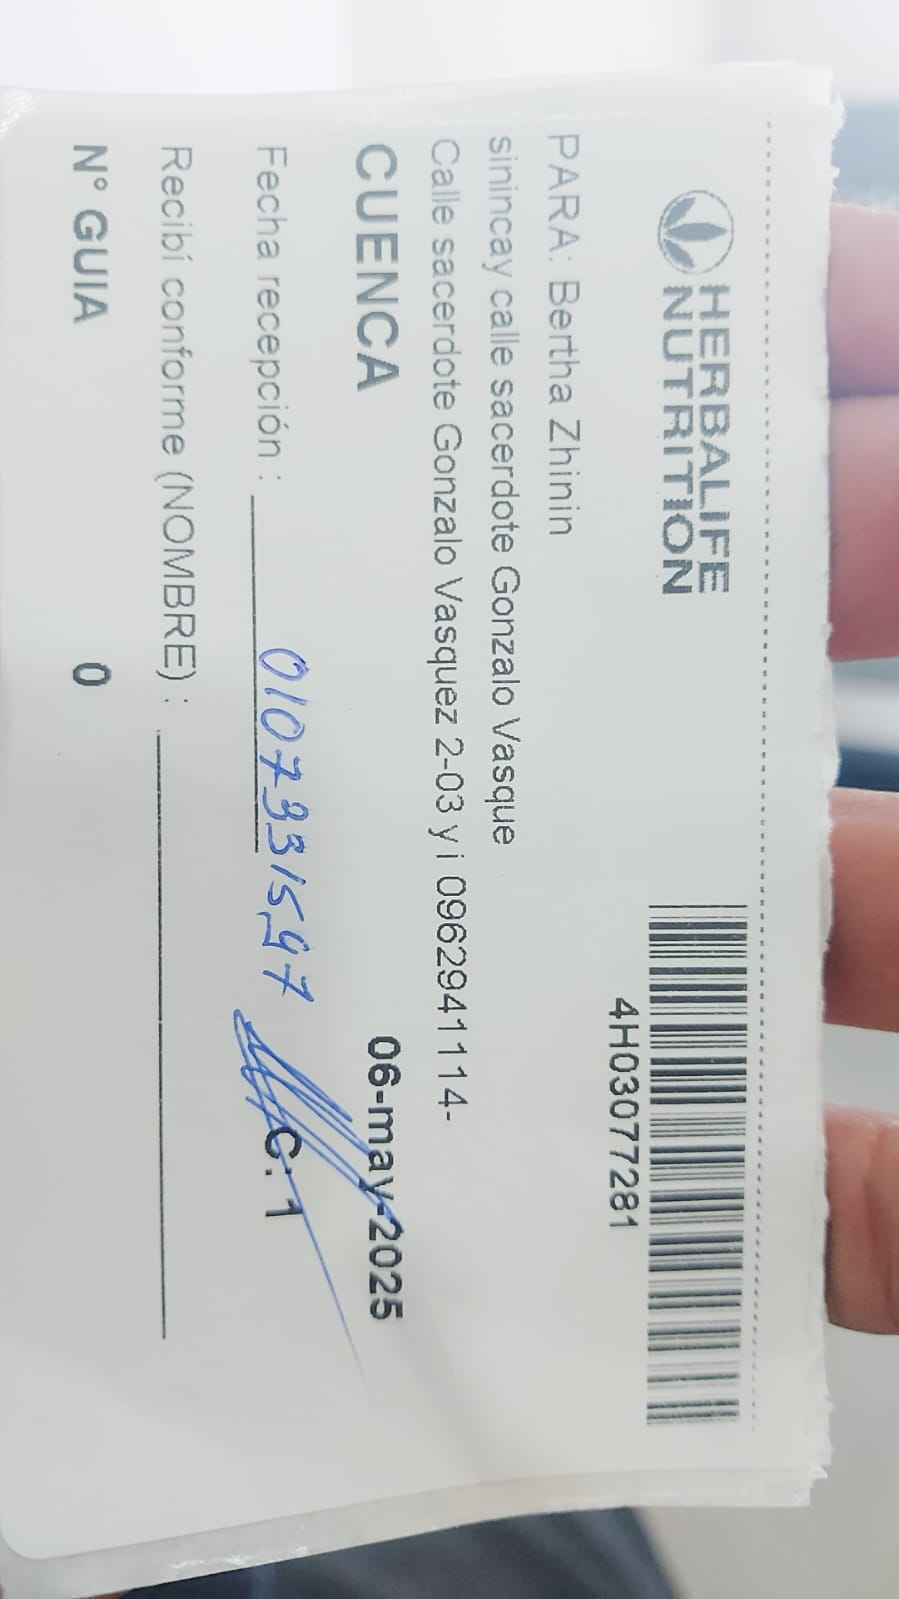 HERBALIFE
NUTRITION
4H03077281
PARA: Bertha Zhinin
sinincay calle sacerdote Gonzalo Vasque
Calle sacerdote Gonzalo Vasquez 2-03 y i 0962941114-
CUENCA 06-may-2025
Fecha recepción : 0107331597 C: 1
Recibí conforme (NOMBRE) :
N° GUIA 0